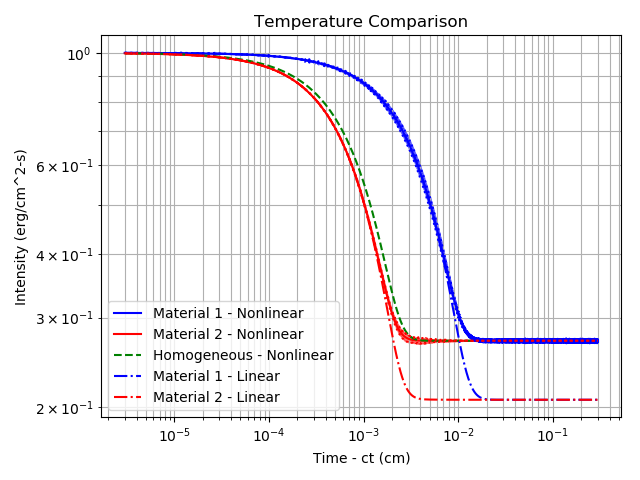 Temperature Comparison
Intensity (erg/cm^2-s)
10⁰
6 × 10⁻¹
4 × 10⁻¹
3 × 10⁻¹
2 × 10⁻¹
Material 1 - Nonlinear
Material 2 - Nonlinear
Homogeneous - Nonlinear
Material 1 - Linear
Material 2 - Linear
10⁻⁵ 10⁻⁴ 10⁻³ 10⁻² 10⁻¹
Time - ct (cm)